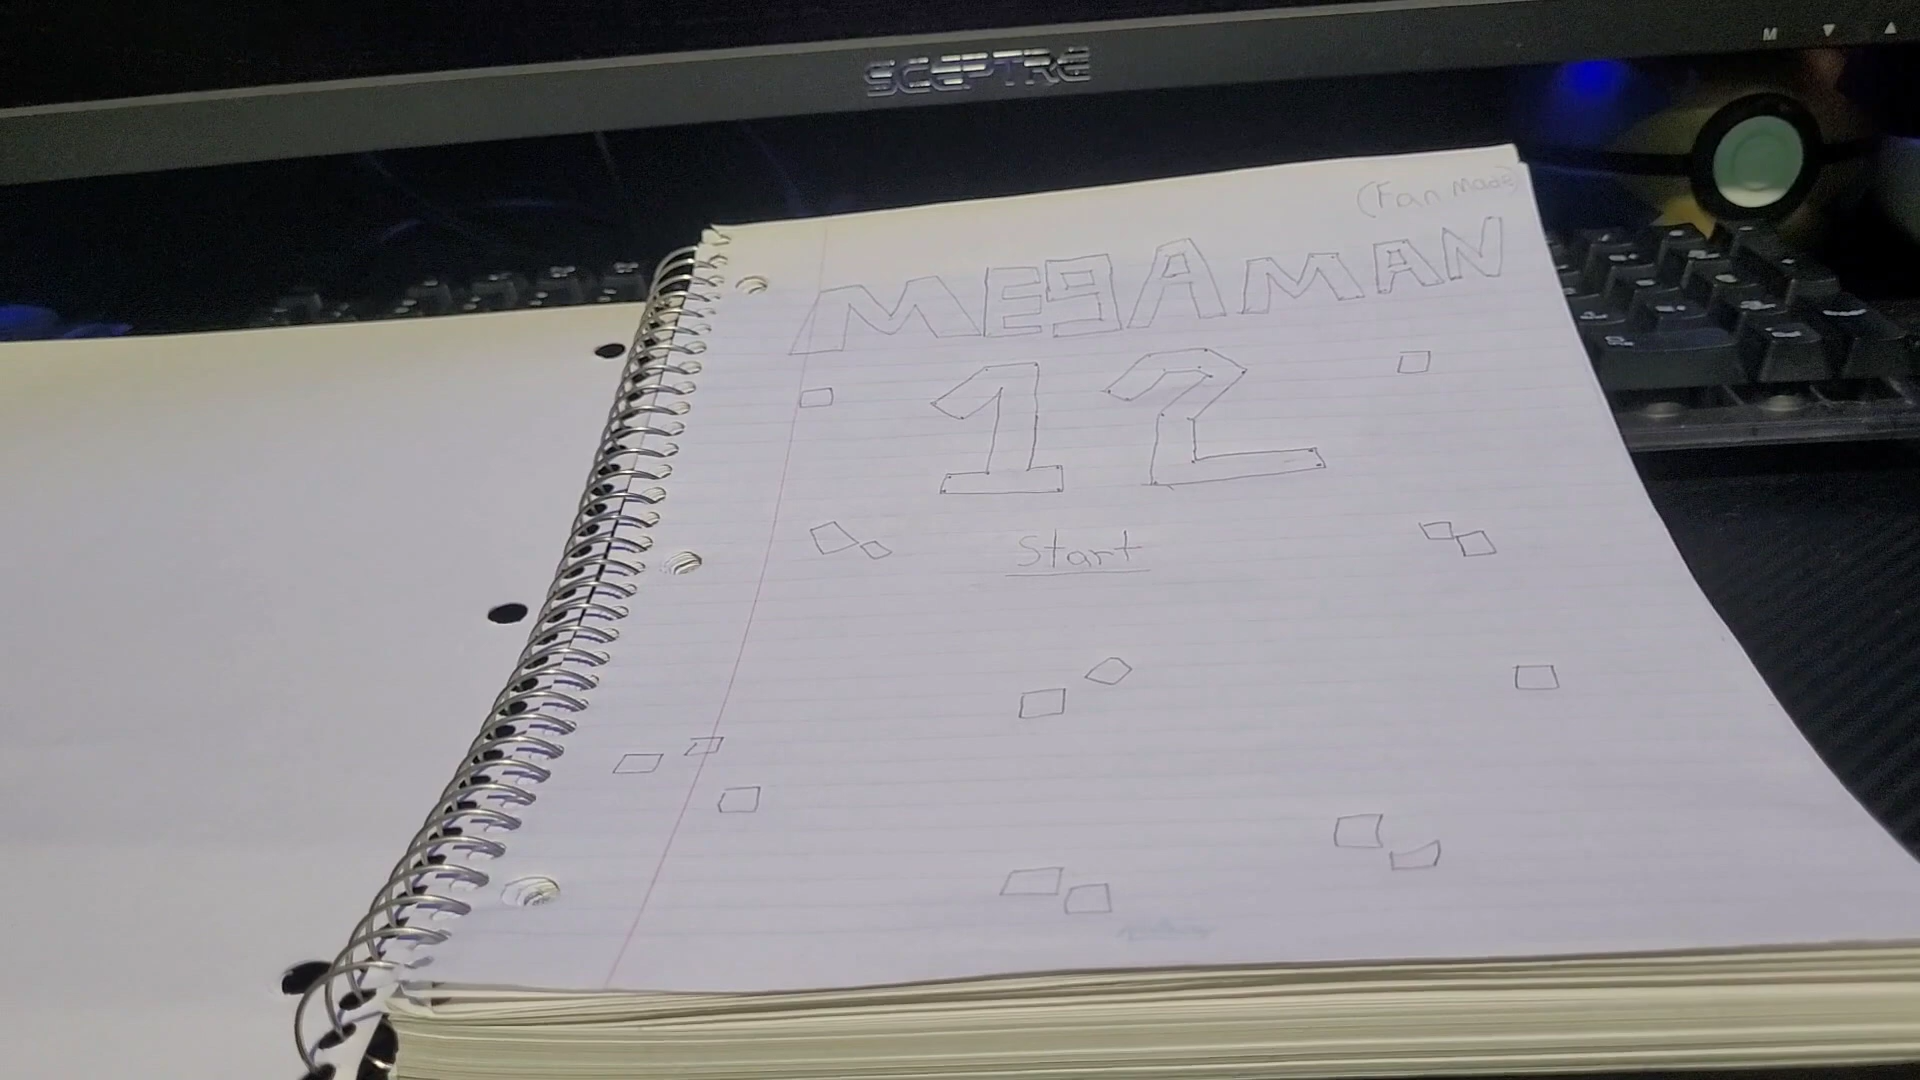 SCEPTRE
M ▼ ▲
(Fan Made)
MEGAMAN
12
Start